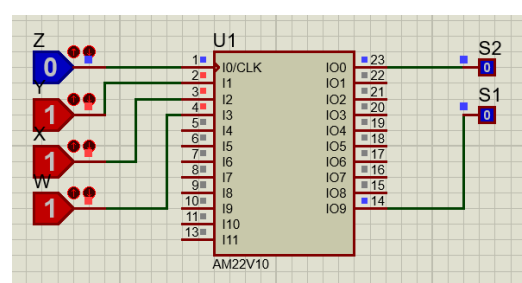 Z
0
Y
1
X
1
W
1
U1
1 I0/CLK IO0 23
2 I1 IO1 22
3 I2 IO2 21
4 I3 IO3 20
5 I4 IO4 19
6 I5 IO5 18
7 I6 IO6 17
8 I7 IO7 16
9 I8 IO8 15
10 I9 IO9 14
11 I10
13 I11
AM22V10
S2
0
S1
0